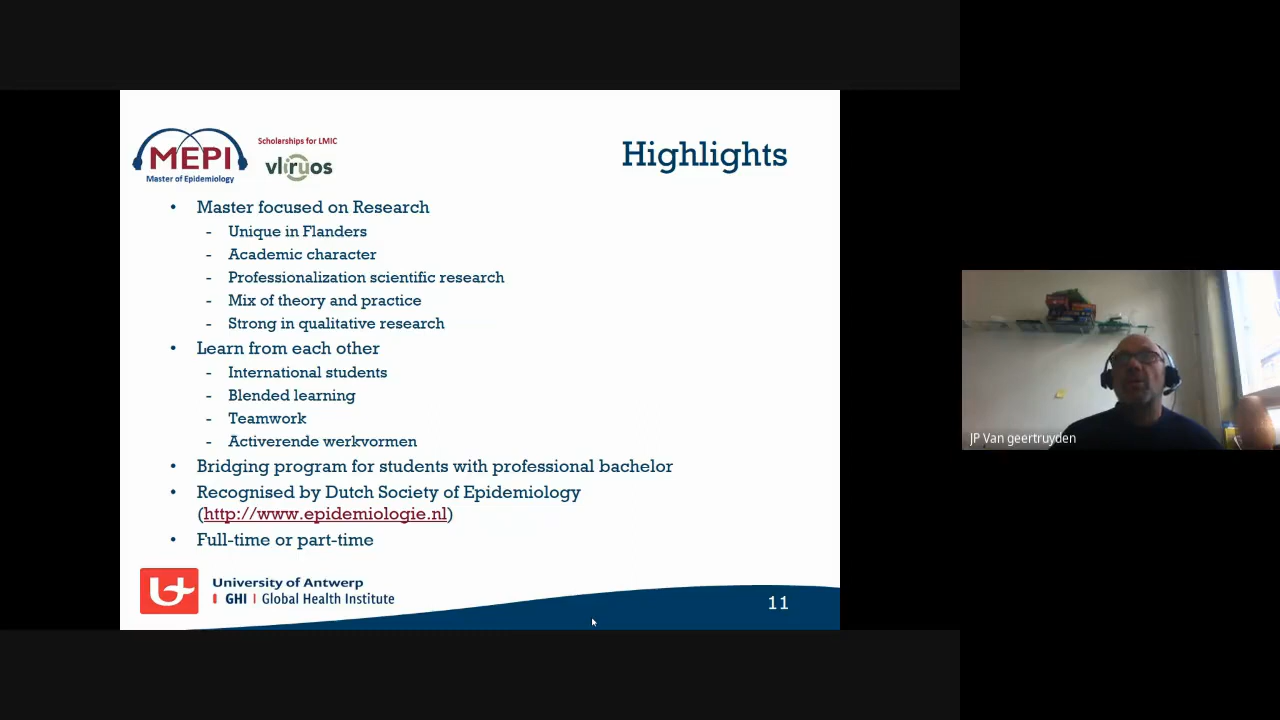 MEPI
Master of Epidemiology
Scholarships for LMIC
vliruos
Highlights
• Master focused on Research
- Unique in Flanders
- Academic character
- Professionalization scientific research
- Mix of theory and practice
- Strong in qualitative research
• Learn from each other
- International students
- Blended learning
- Teamwork
- Activerende werkvormen
• Bridging program for students with professional bachelor
• Recognised by Dutch Society of Epidemiology
(http://www.epidemiologie.nl)
• Full-time or part-time
University of Antwerp
GHI | Global Health Institute
11
JP Van geertruyden